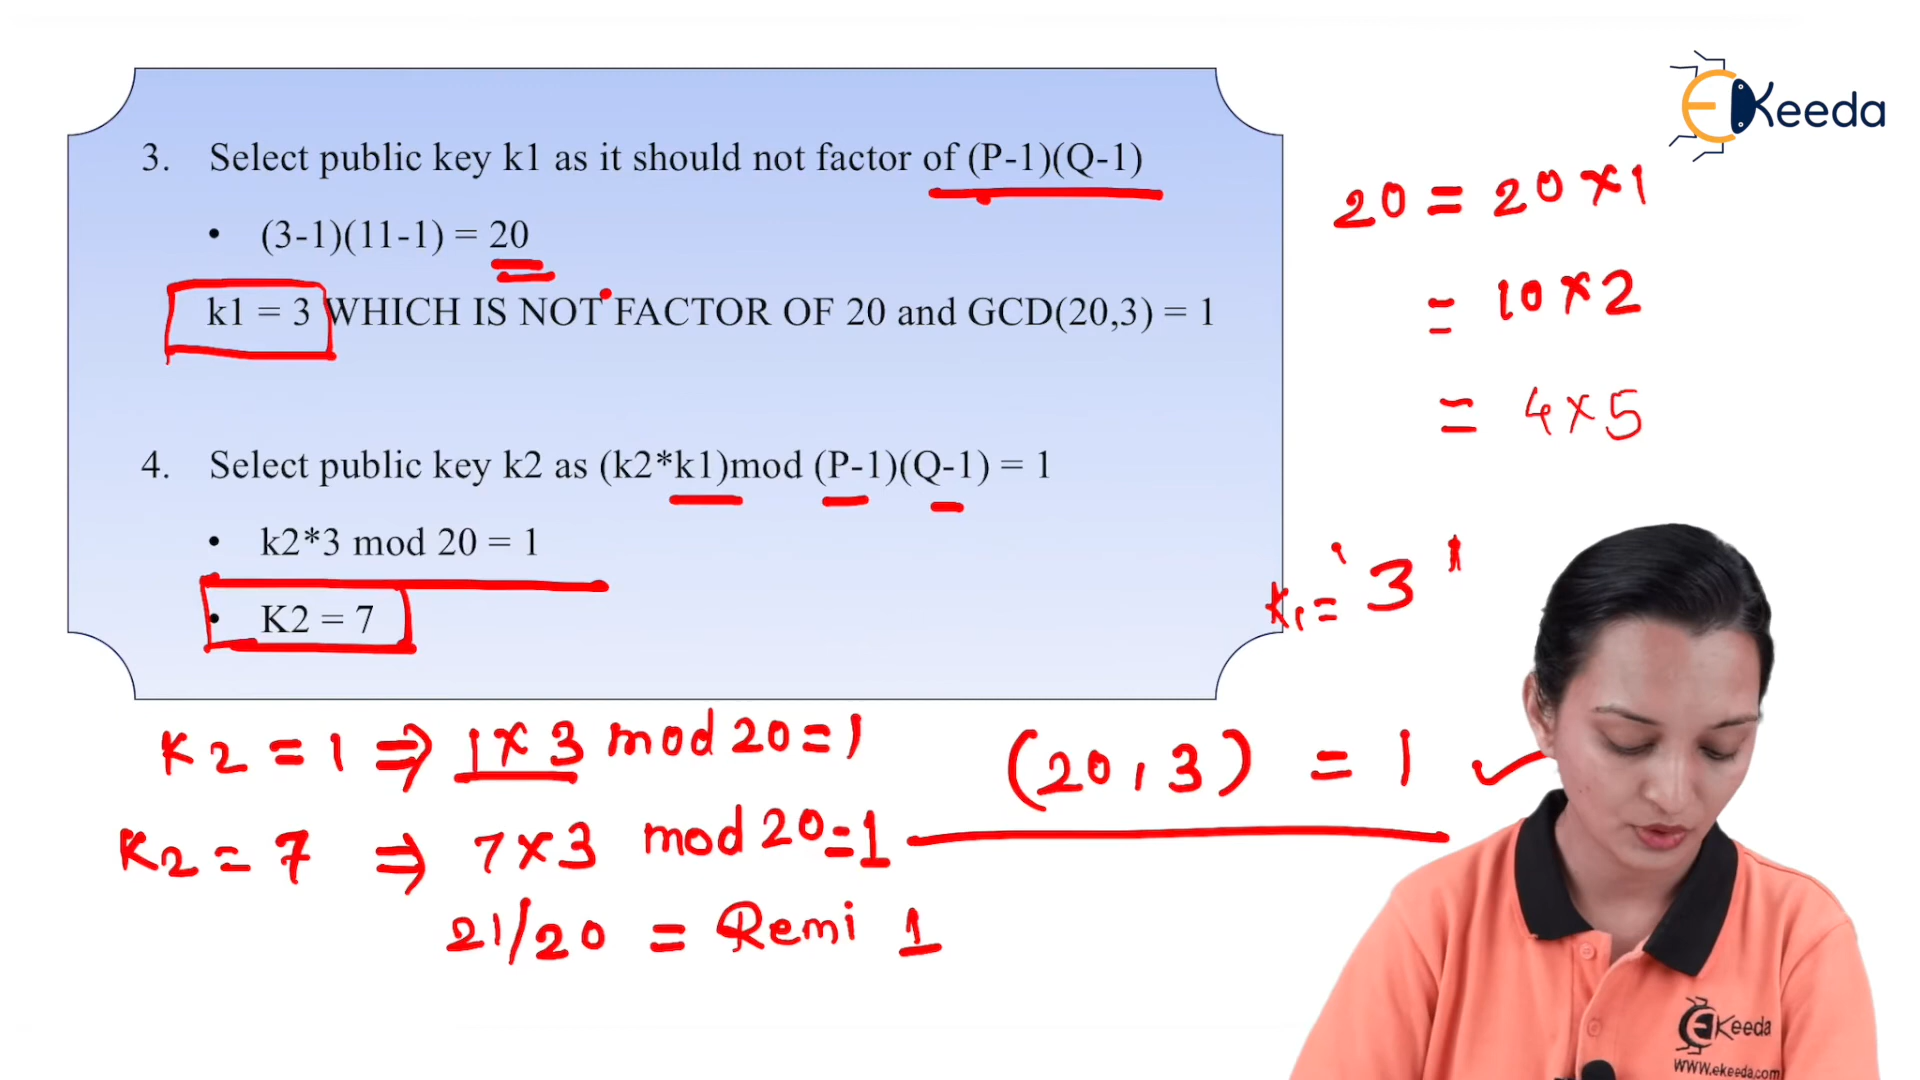 EKeeda
3. Select public key k1 as it should not factor of (P-1)(Q-1)
• (3-1)(11-1) = 20
k1 = 3 WHICH IS NOT FACTOR OF 20 and GCD(20,3) = 1
4. Select public key k2 as (k2*k1)mod (P-1)(Q-1) = 1
• k2*3 mod 20 = 1
• K2 = 7
20 = 20 × 1
= 10 × 2
= 4 × 5
K1 = 3
K2 = 1 ⇒ 1 × 3 mod 20 = 1
K2 = 7 ⇒ 7 × 3 mod 20 = 1
21/20 = Remi 1
(20, 3) = 1 ✓
EKeeda
www.ekeeda.com